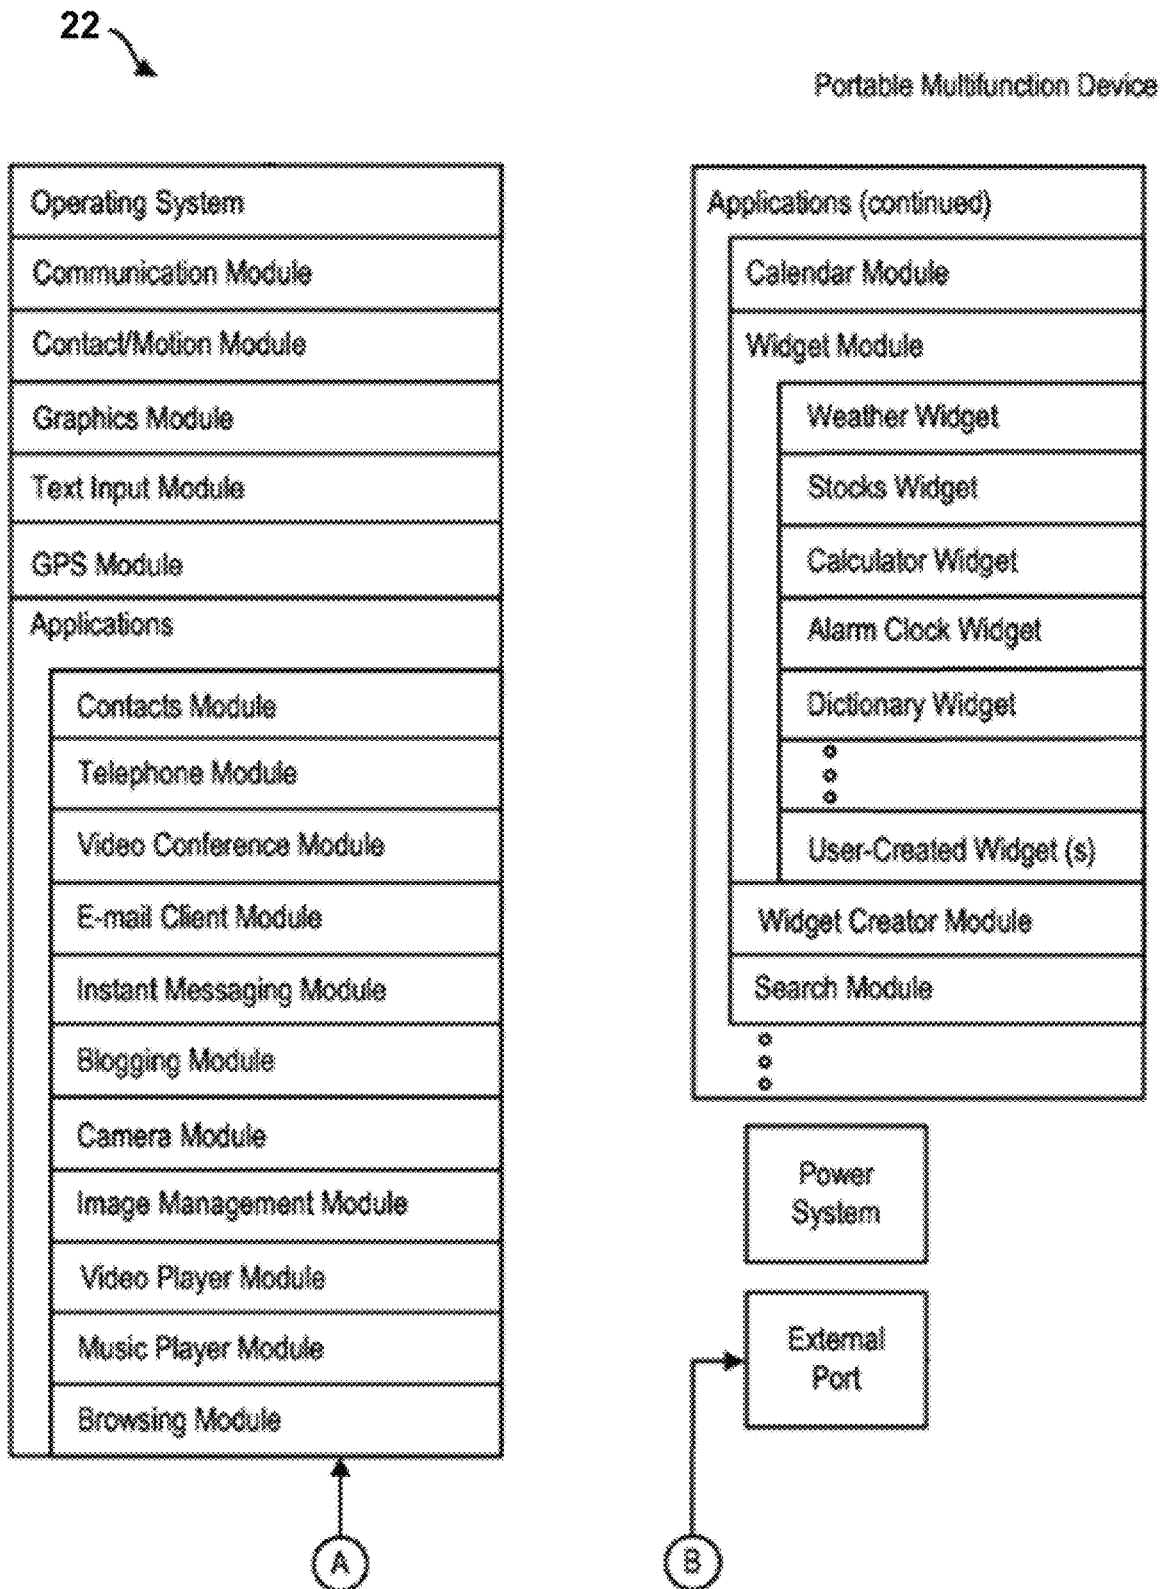 22
Portable Multifunction Device
Operating System
Communication Module
Contact/Motion Module
Graphics Module
Text Input Module
GPS Module
Applications
Contacts Module
Telephone Module
Video Conference Module
E-mail Client Module
Instant Messaging Module
Blogging Module
Camera Module
Image Management Module
Video Player Module
Music Player Module
Browsing Module
A
Applications (continued)
Calendar Module
Widget Module
Weather Widget
Stocks Widget
Calculator Widget
Alarm Clock Widget
Dictionary Widget
User-Created Widget (s)
Widget Creator Module
Search Module
Power
System
External
Port
B